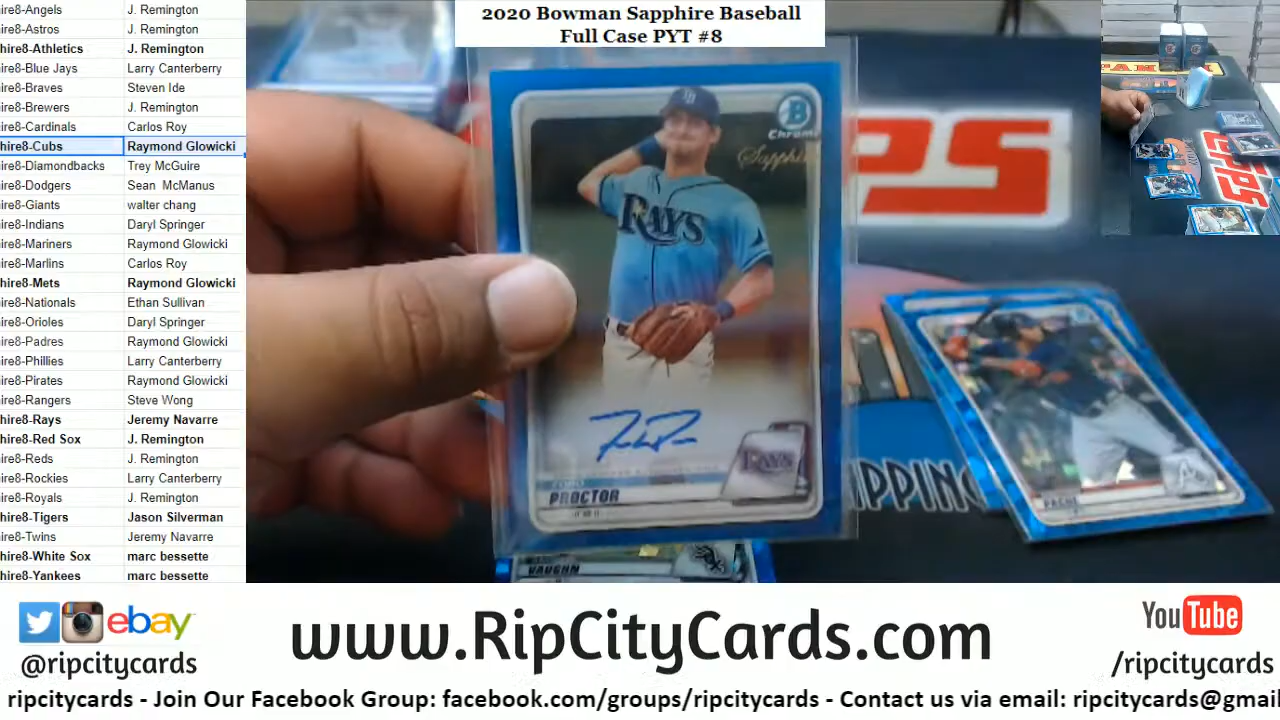 2020 Bowman Sapphire Baseball
Full Case PYT #8
ire8-Angels J. Remington
ire8-Astros J. Remington
hire8-Athletics J. Remington
ire8-Blue Jays Larry Canterberry
ire8-Braves Steven Ide
ire8-Brewers J. Remington
ire8-Cardinals Carlos Roy
hire8-Cubs Raymond Glowicki
ire8-Diamondbacks Trey McGuire
ire8-Dodgers Sean McManus
ire8-Giants walter chang
ire8-Indians Daryl Springer
ire8-Mariners Raymond Glowicki
ire8-Marlins Carlos Roy
hire8-Mets Raymond Glowicki
ire8-Nationals Ethan Sullivan
ire8-Orioles Daryl Springer
ire8-Padres Raymond Glowicki
ire8-Phillies Larry Canterberry
ire8-Pirates Raymond Glowicki
ire8-Rangers Steve Wong
hire8-Rays Jeremy Navarre
hire8-Red Sox J. Remington
ire8-Reds J. Remington
ire8-Rockies Larry Canterberry
ire8-Royals J. Remington
hire8-Tigers Jason Silverman
ire8-Twins Jeremy Navarre
hire8-White Sox marc bessette
hire8-Yankees marc bessette
B
Chrome
Sapphire
RAYS
RAYS
PROCTOR
VAUGHN
PS
PPING
PACHE
TOPPS
ebay
@ripcitycards
www.RipCityCards.com
YouTube
/ripcitycards
ripcitycards - Join Our Facebook Group: facebook.com/groups/ripcitycards - Contact us via email: ripcitycards@gmail